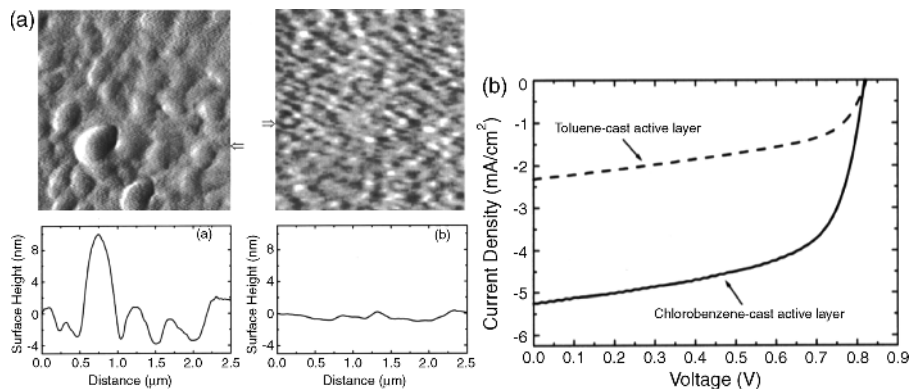 (a)
(a)
Surface Height (nm)
8
4
0
-4
0.0 0.5 1.0 1.5 2.0 2.5
Distance (μm)
(b)
Surface Height (nm)
8
4
0
-4
0.0 0.5 1.0 1.5 2.0 2.5
Distance (μm)
(b)
Current Density (mA/cm²)
0
-1
-2
-3
-4
-5
-6
Toluene-cast active layer
Chlorobenzene-cast active layer
0.0 0.1 0.2 0.3 0.4 0.5 0.6 0.7 0.8 0.9
Voltage (V)